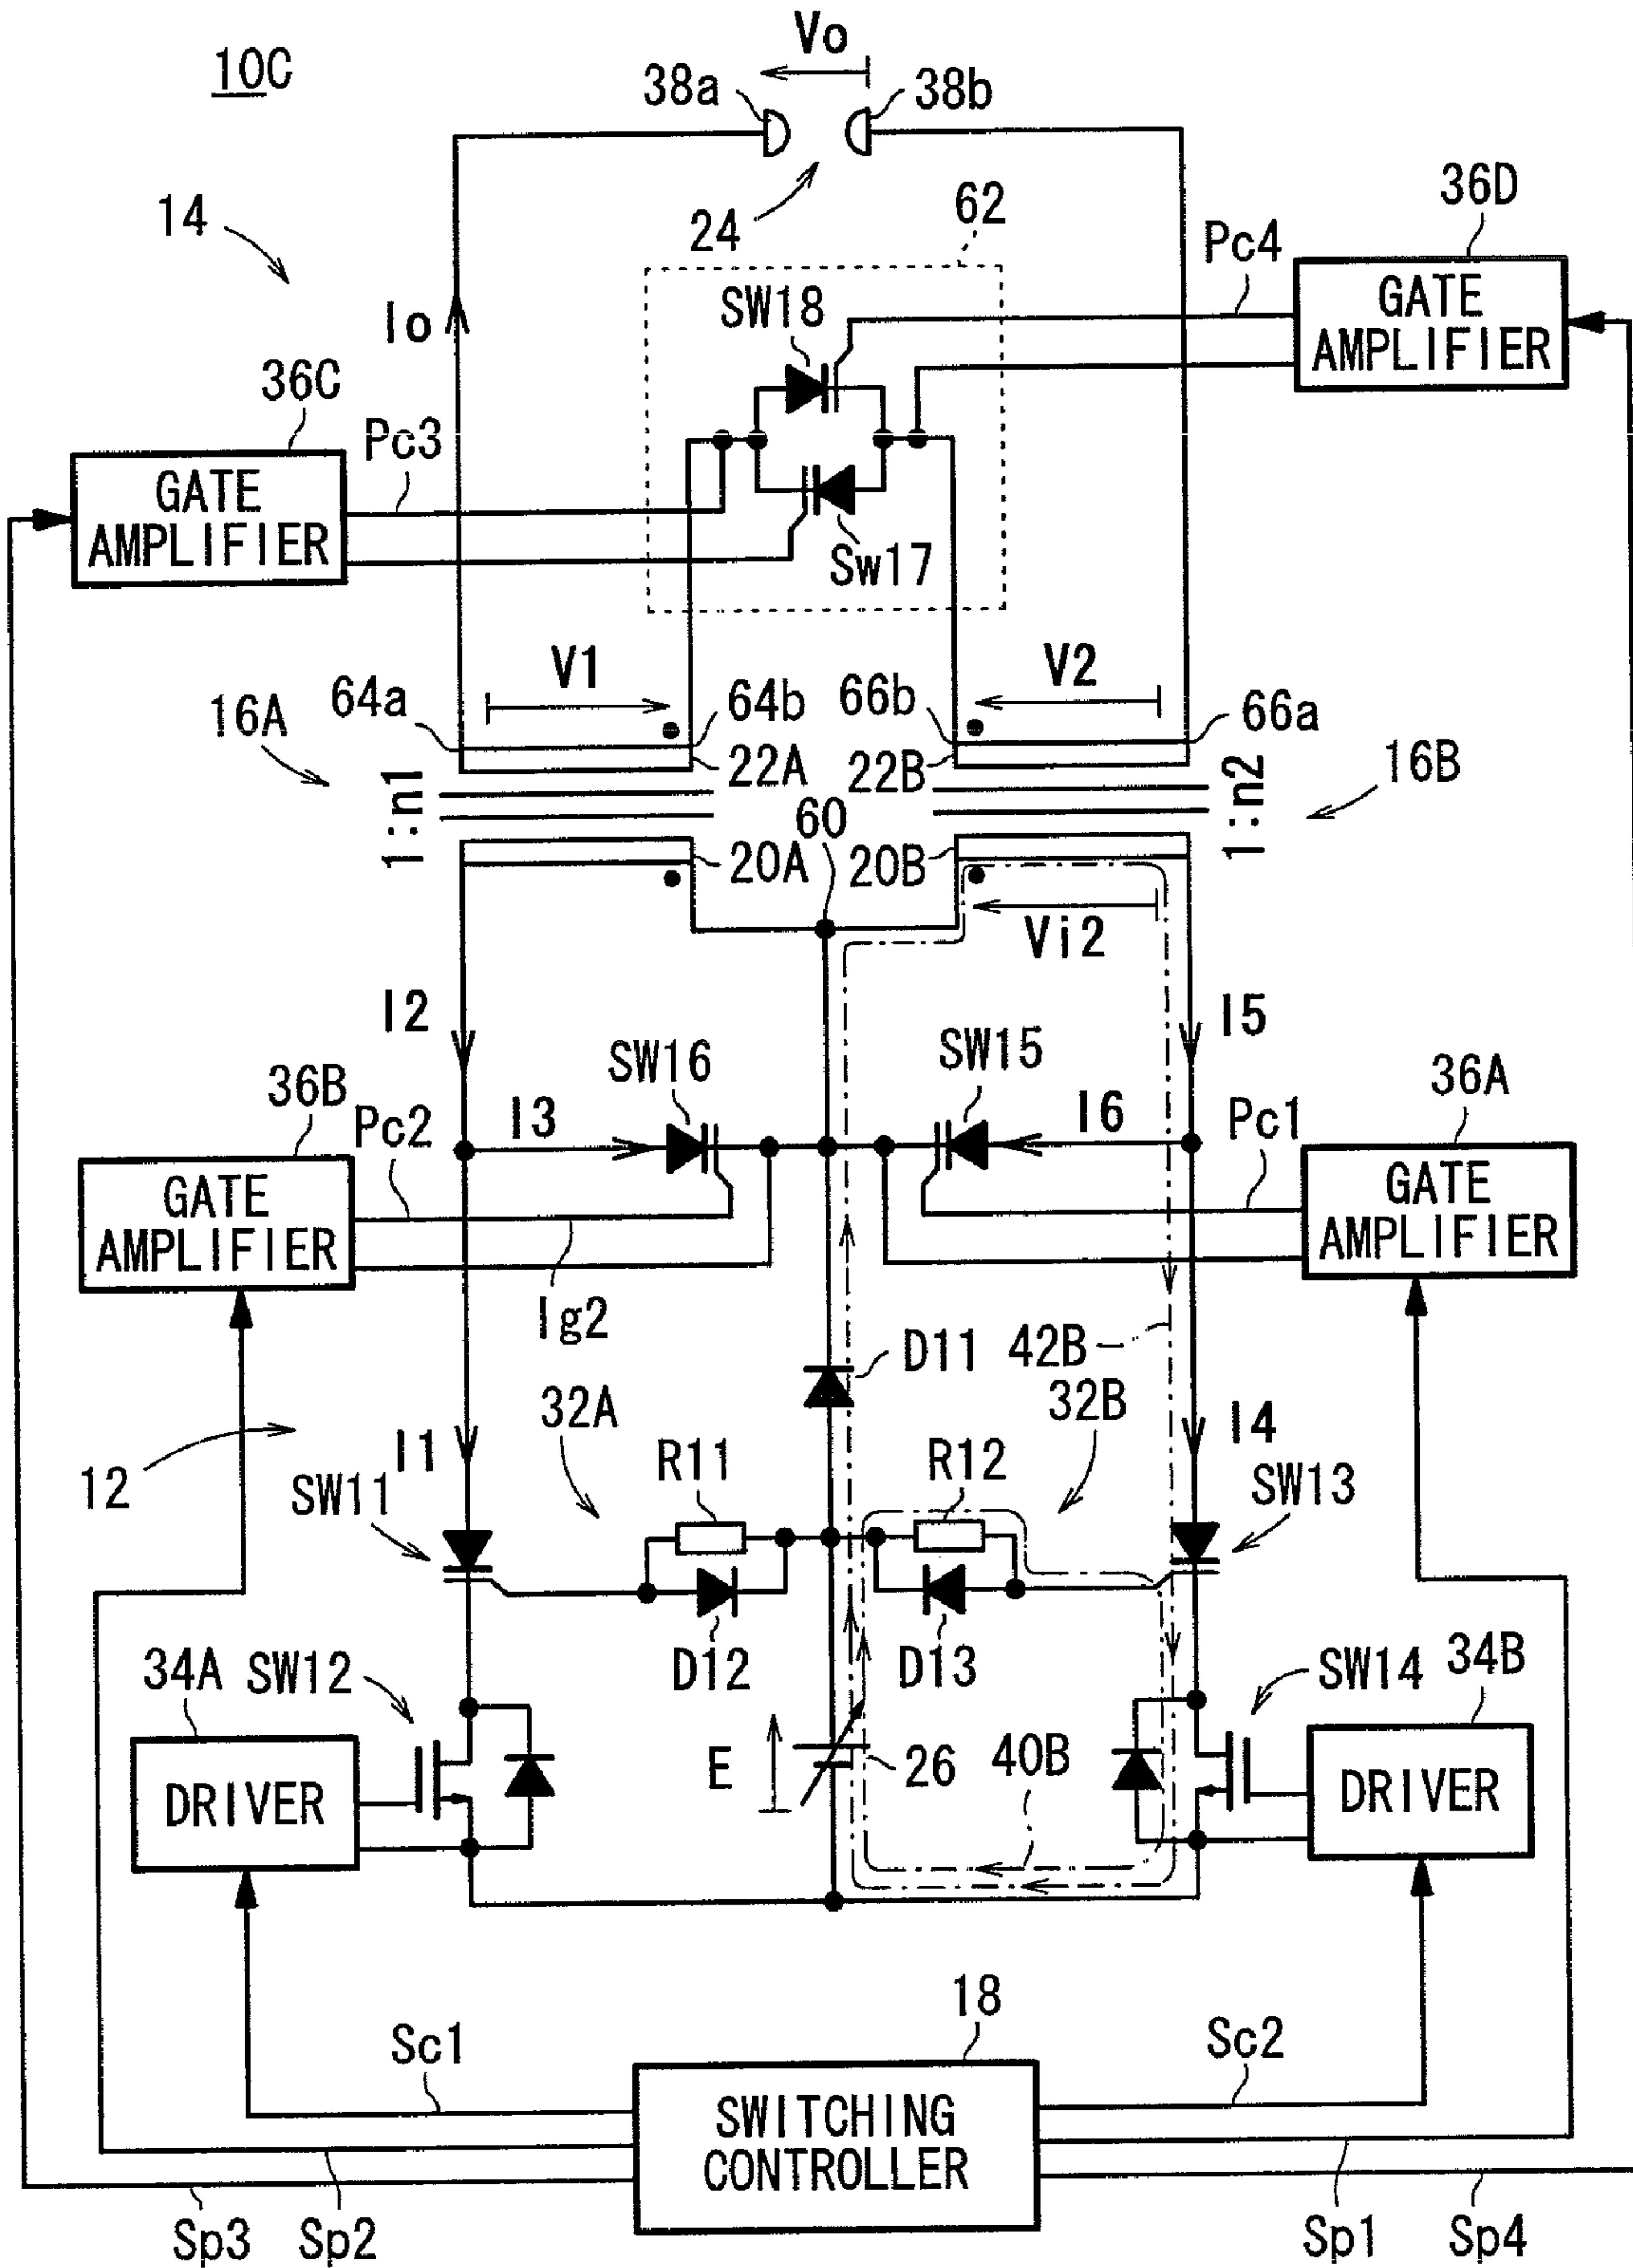 10C
Vo
38a
38b
14
24
62
36D
Pc4
GATE
AMPLIFIER
SW18
Io
36C
Pc3
GATE
AMPLIFIER
Sw17
V1
V2
16A
64a
64b
66b
66a
22A
22B
16B
1:n1
1:n2
60
20A
20B
Vi2
I2
I5
SW16
SW15
36B
36A
Pc2
I3
I6
Pc1
GATE
AMPLIFIER
GATE
AMPLIFIER
Ig2
D11
42B
32A
32B
12
I1
I4
SW11
R11
R12
SW13
34A
SW12
D12
D13
SW14
34B
DRIVER
E
26
40B
DRIVER
18
Sc1
Sc2
SWITCHING
CONTROLLER
Sp3
Sp2
Sp1
Sp4